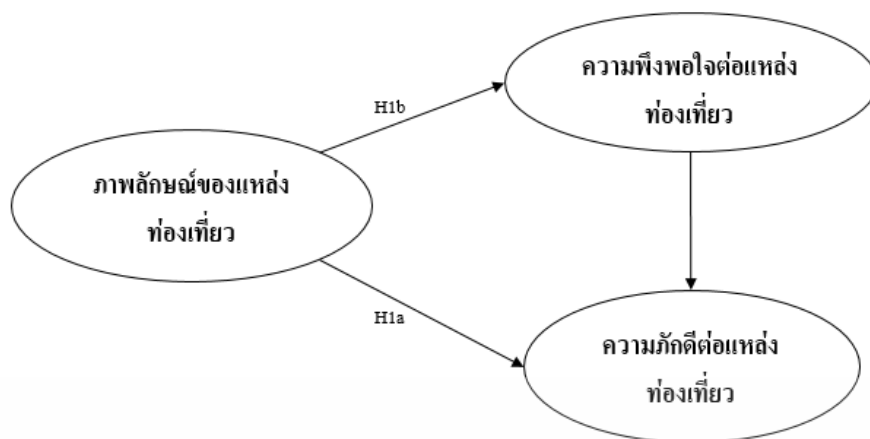 ความพึงพอใจต่อแหล่ง
ท่องเที่ยว
H1b
ภาพลักษณ์ของแหล่ง
ท่องเที่ยว
H1a
ความภักดีต่อแหล่ง
ท่องเที่ยว